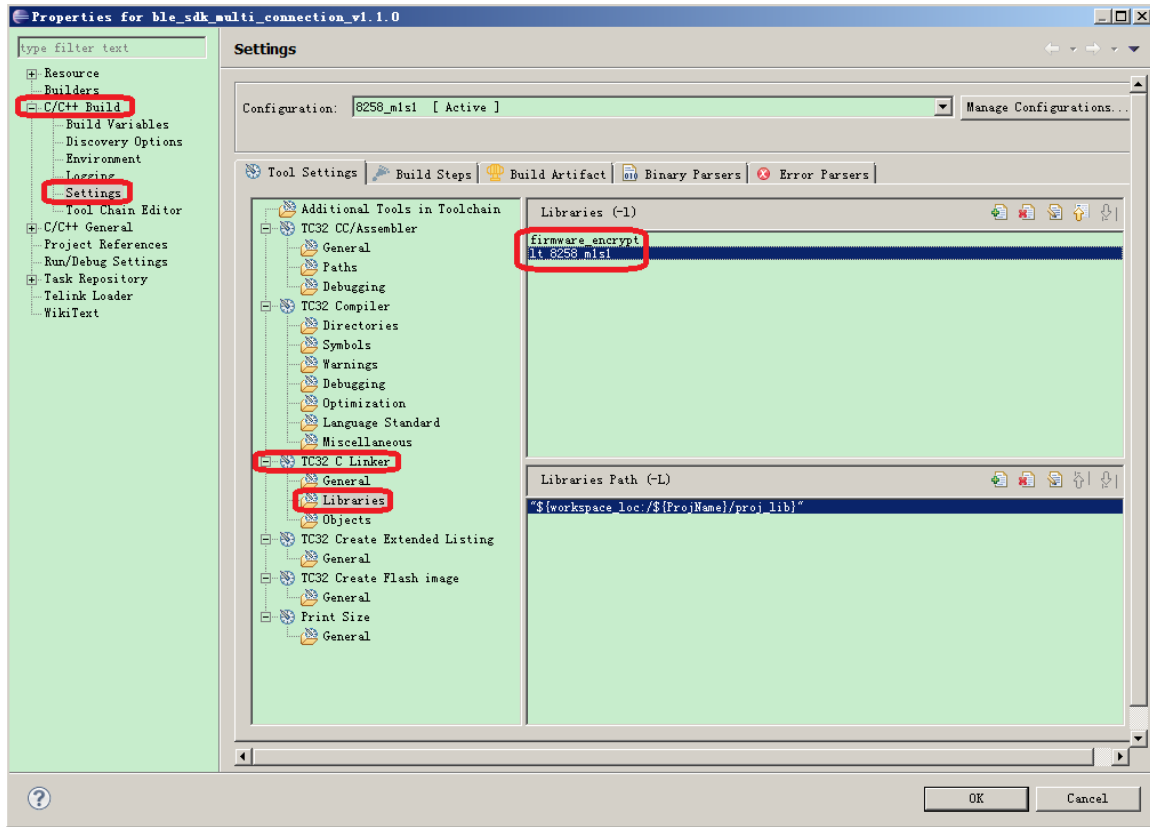 Properties for ble_sdk_multi_connection_v1.1.0
type filter text
Resource
Builders
C/C++ Build
Build Variables
Discovery Options
Environment
Logging
Settings
Tool Chain Editor
C/C++ General
Project References
Run/Debug Settings
Task Repository
Telink Loader
WikiText
Settings
Configuration: 8258_m1s1 [ Active ]
Manage Configurations...
Tool Settings
Build Steps
Build Artifact
Binary Parsers
Error Parsers
Additional Tools in Toolchain
TC32 CC/Assembler
General
Paths
Debugging
TC32 Compiler
Directories
Symbols
Warnings
Debugging
Optimization
Language Standard
Miscellaneous
TC32 C Linker
General
Libraries
Objects
TC32 Create Extended Listing
General
TC32 Create Flash image
General
Print Size
General
Libraries (-l)
firmware_encrypt
lt_8258_m1s1
Libraries Path (-L)
"${workspace_loc:/${ProjName}/proj_lib}"
OK
Cancel